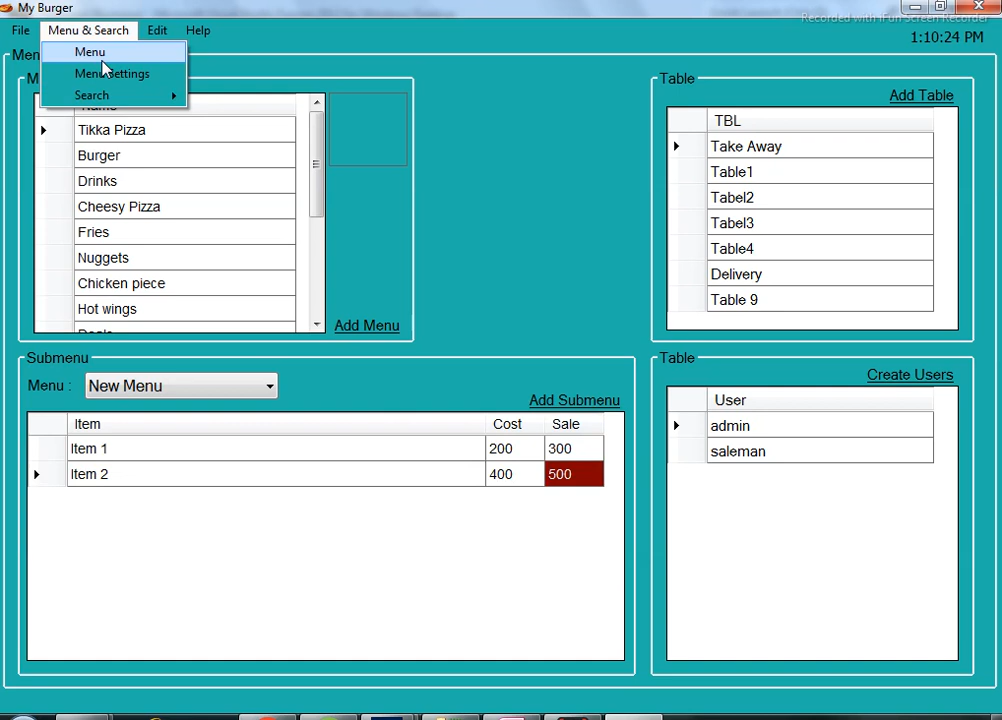 My Burger
Recorded with iFun Screen Recorder
File Menu & Search Edit Help
1:10:24 PM
Menu
Menu Settings
Search
Name
Tikka Pizza
Burger
Drinks
Cheesy Pizza
Fries
Nuggets
Chicken piece
Hot wings
Deals
Add Menu
Table
Add Table
TBL
Take Away
Table1
Tabel2
Tabel3
Table4
Delivery
Table 9
Submenu
Menu : New Menu
Add Submenu
Item Cost Sale
Item 1 200 300
Item 2 400 500
Table
Create Users
User
admin
saleman